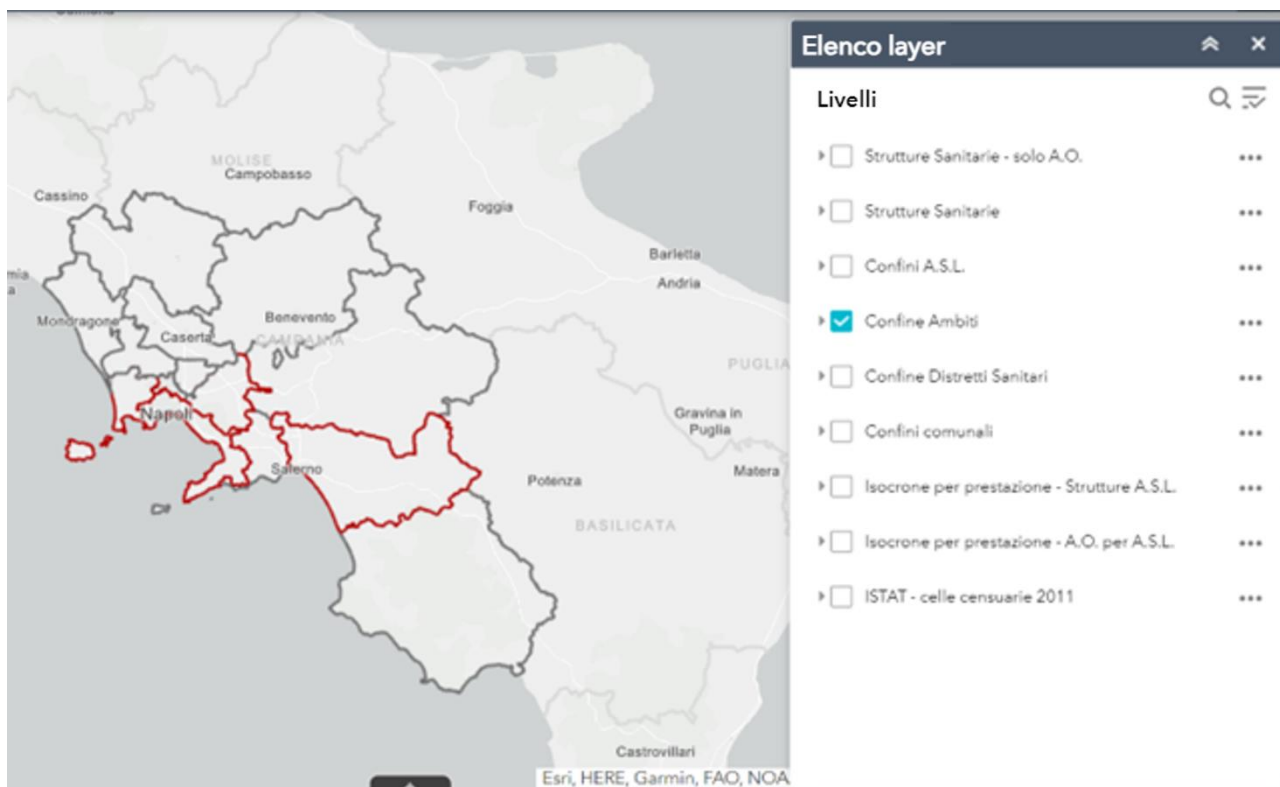 Elenco layer
Livelli
Strutture Sanitarie - solo A.O.
Strutture Sanitarie
Confini A.S.L.
Confine Ambiti
Confine Distretti Sanitari
Confini comunali
Isocrone per prestazione - Strutture A.S.L.
Isocrone per prestazione - A.O. per A.S.L.
ISTAT - celle censuarie 2011
MOLISE
Campobasso
Cassino
Foggia
Barletta
Andria
Mondragone
Benevento
Caserta
CAMPANIA
PUGLIA
Napoli
Gravina in
Puglia
Salerno
Matera
Potenza
BASILICATA
Castrovillari
Esri, HERE, Garmin, FAO, NOA